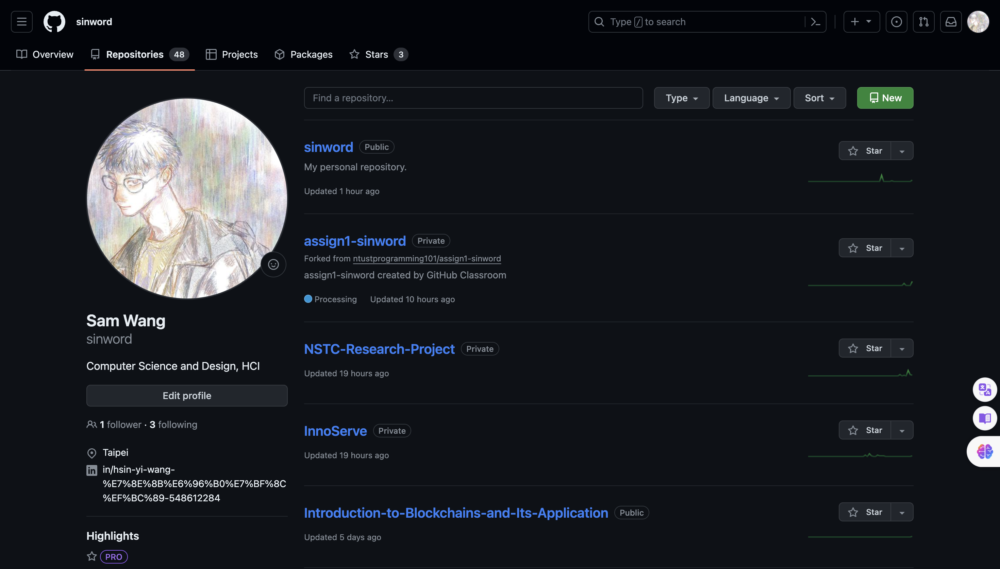 sinword
Type / to search
Overview
Repositories 48
Projects
Packages
Stars 3
Find a repository...
Type
Language
Sort
New
sinword Public
My personal repository.
Updated 1 hour ago
Star
assign1-sinword Private
Forked from ntustprogramming101/assign1-sinword
assign1-sinword created by GitHub Classroom
Processing Updated 10 hours ago
Star
NSTC-Research-Project Private
Updated 19 hours ago
Star
InnoServe Private
Updated 19 hours ago
Star
Introduction-to-Blockchains-and-Its-Application Public
Updated 5 days ago
Star
Sam Wang
sinword
Computer Science and Design, HCI
Edit profile
1 follower · 3 following
Taipei
in/hsin-yi-wang-
%E7%8E%8B%E6%96%B0%E7%BF%8C
%EF%BC%89-548612284
Highlights
PRO